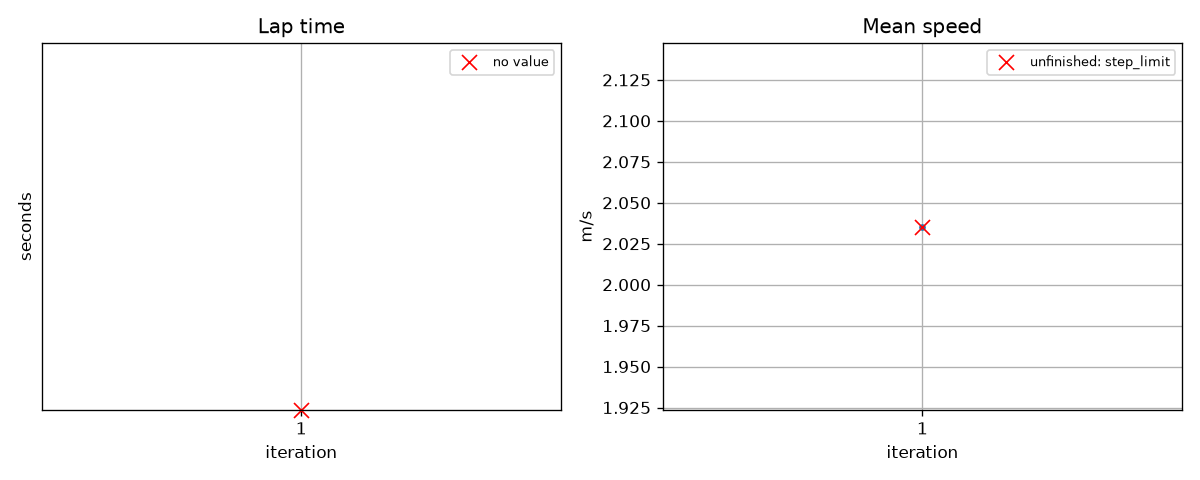 Lap time
no value
seconds
1
iteration
Mean speed
unfinished: step_limit
2.125
2.100
2.075
2.050
2.025
2.000
1.975
1.950
1.925
m/s
1
iteration